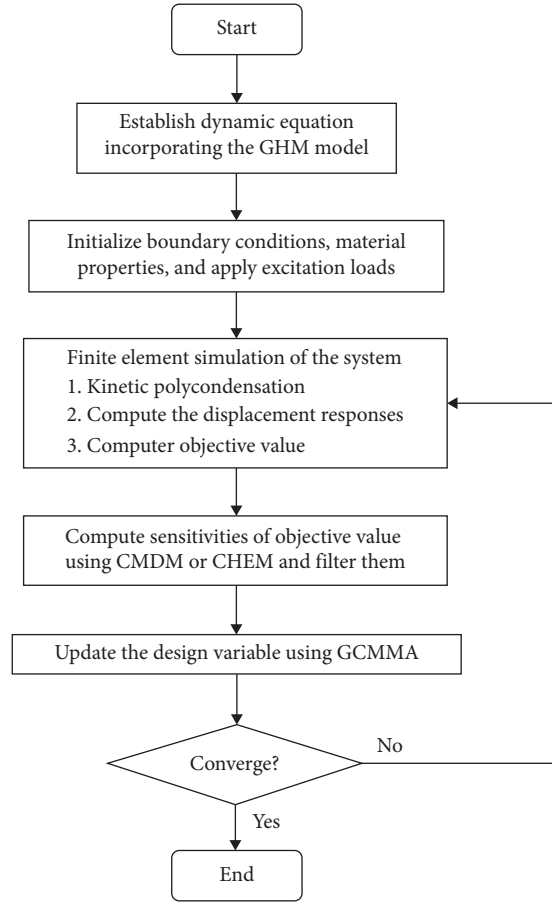 Start
Establish dynamic equation
incorporating the GHM model
Initialize boundary conditions, material
properties, and apply excitation loads
Finite element simulation of the system
1. Kinetic polycondensation
2. Compute the displacement responses
3. Computer objective value
Compute sensitivities of objective value
using CMDM or CHEM and filter them
Update the design variable using GCMMA
Converge?
No
Yes
End